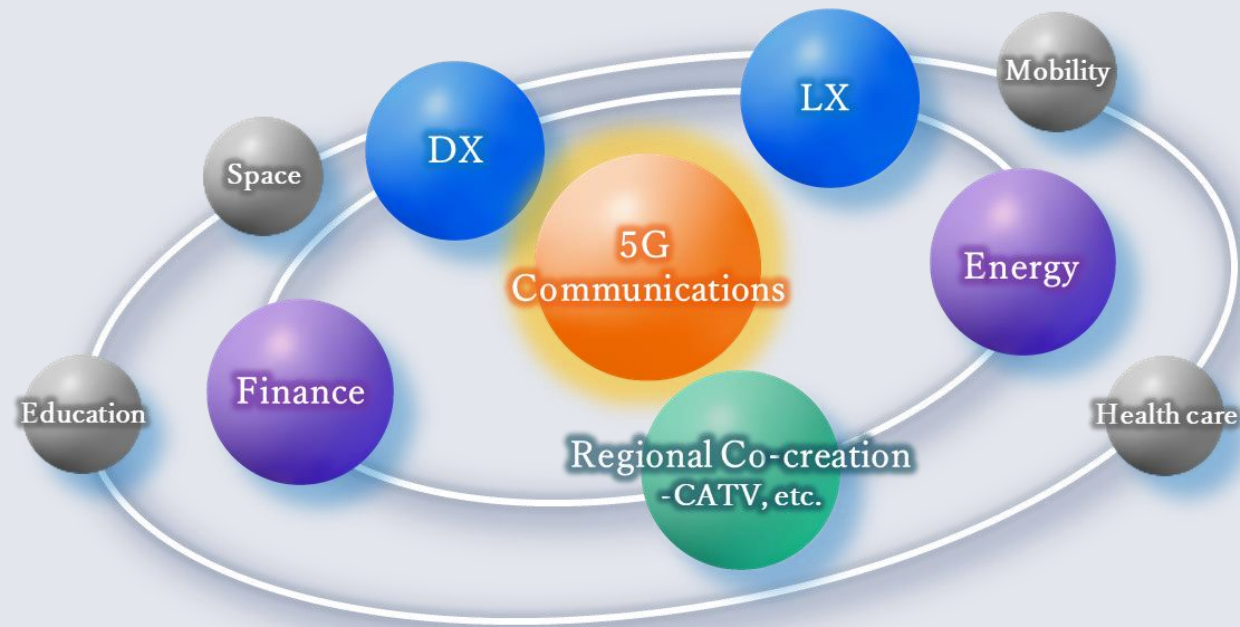 LX
Mobility
DX
Space
5G
Communications
Energy
Finance
Education
Health care
Regional Co-creation
-CATV, etc.